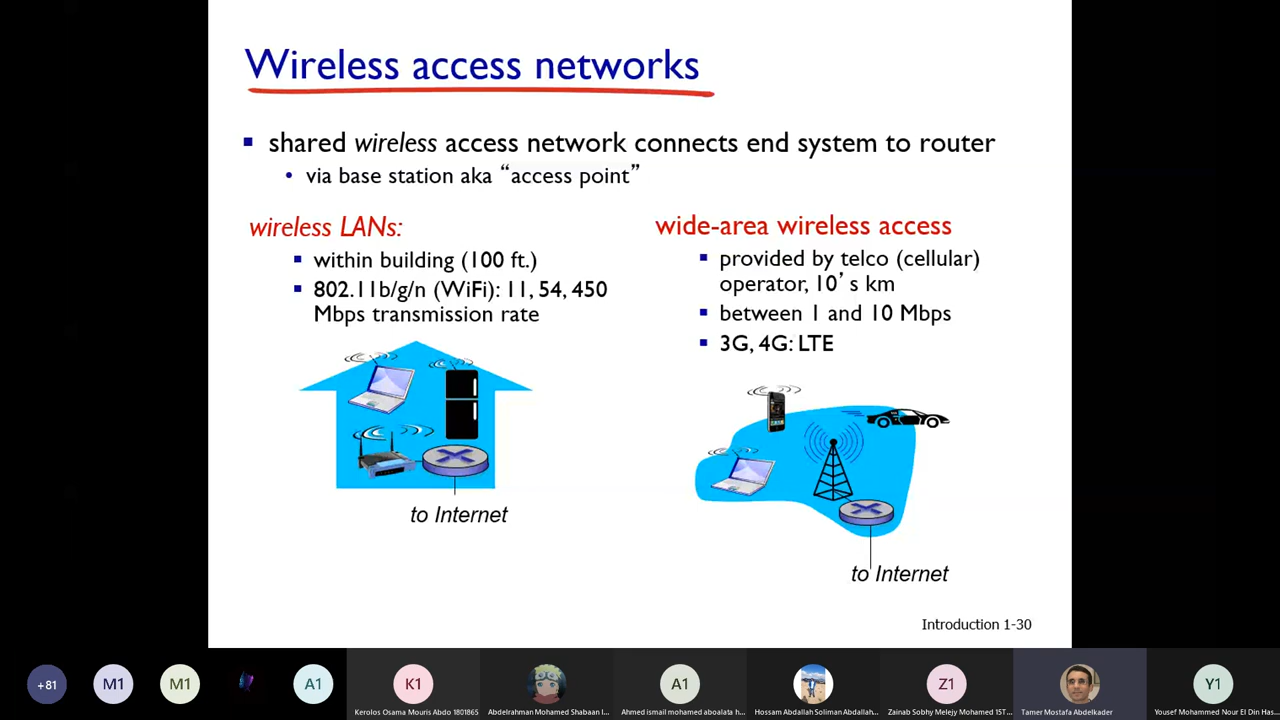 Wireless access networks
shared wireless access network connects end system to router
via base station aka “access point”
wireless LANs:
within building (100 ft.)
802.11b/g/n (WiFi): 11, 54, 450
Mbps transmission rate
to Internet
wide-area wireless access
provided by telco (cellular)
operator, 10’ s km
between 1 and 10 Mbps
3G, 4G: LTE
to Internet
Introduction 1-30
+81
M1
M1
A1
K1
A1
Z1
Y1
Kerolos Osama Mouris Abdo 1801865
Abdelrahman Mohamed Shabaan I...
Ahmed ismail mohamed aboalata h...
Hossam Abdallah Soliman Abdallah...
Zainab Sobhy Melejy Mohamed 15T...
Tamer Mostafa Abdelkader
Yousef Mohammed Nour El Din Has...